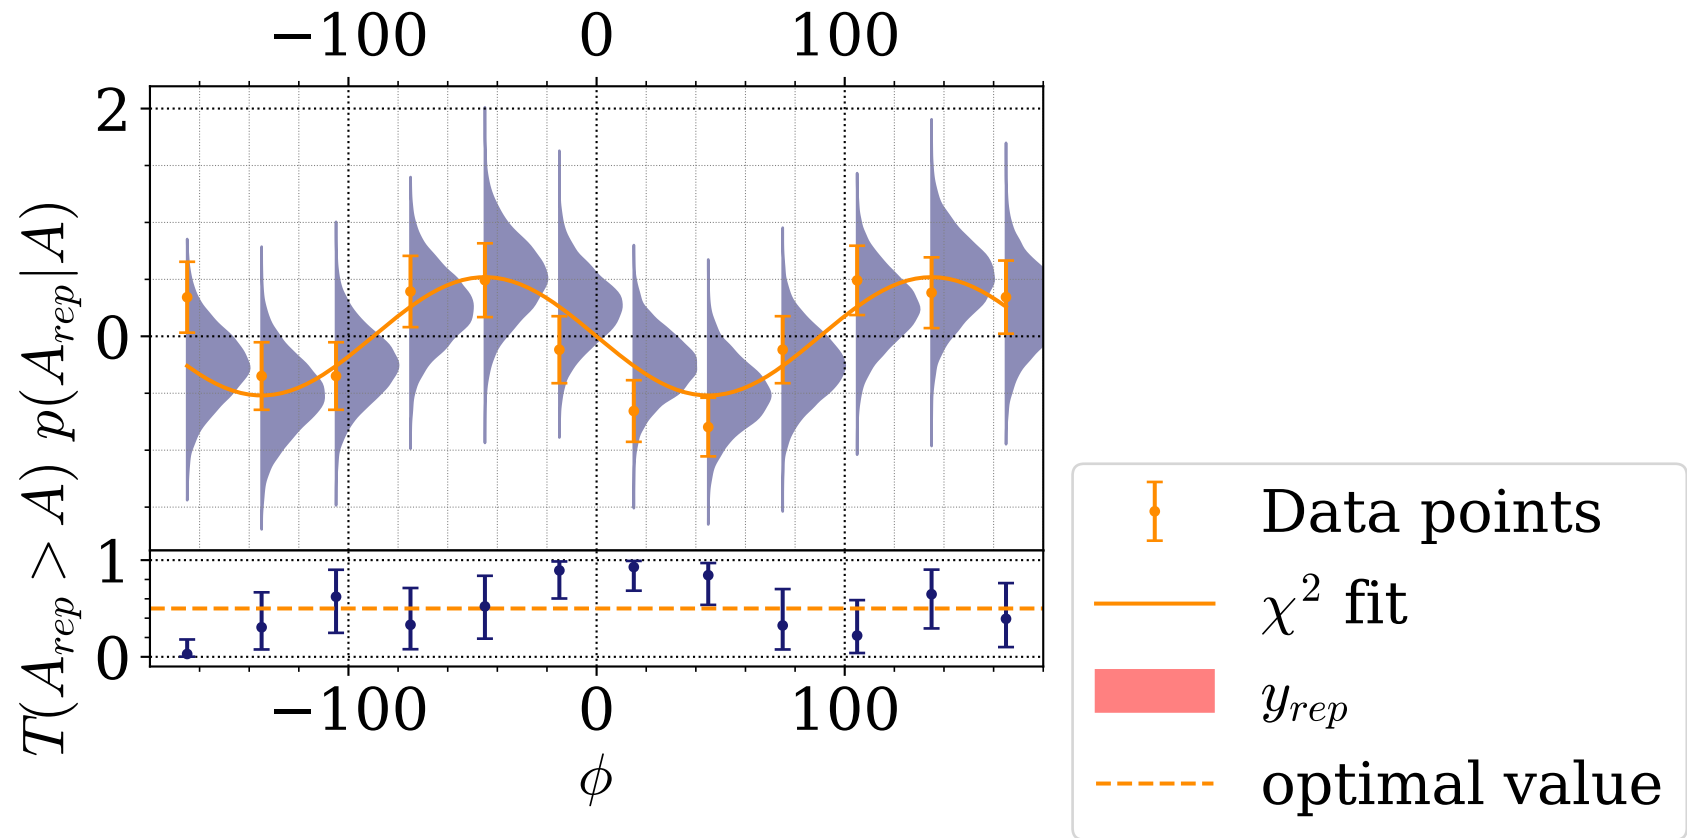 −100 0 100
2
0
p(A_rep|A)
1
0
T(A_rep > A)
−100 0 100
ϕ
Data points
χ² fit
y_rep
optimal value